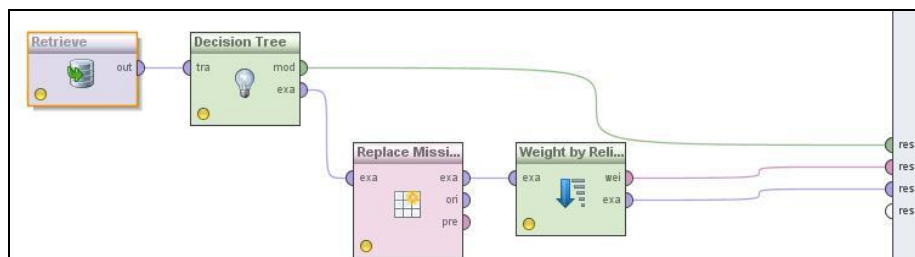 Retrieve
out
Decision Tree
tra
mod
exa
Replace Missi...
exa
exa
ori
pre
Weight by Reli...
exa
wei
exa
res
res
res
res